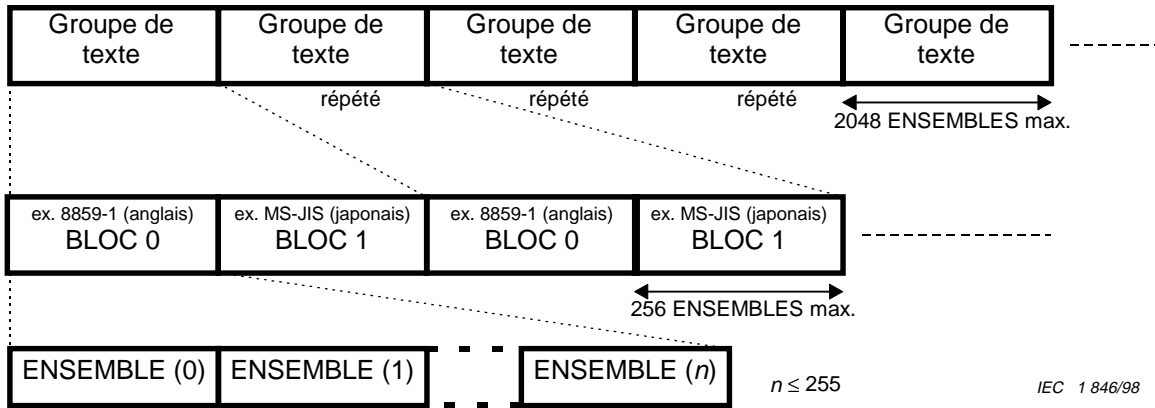 Groupe de texte
Groupe de texte
Groupe de texte
Groupe de texte
Groupe de texte
répété
répété
répété
2048 ENSEMBLES max.
ex. 8859-1 (anglais)
BLOC 0
ex. MS-JIS (japonais)
BLOC 1
ex. 8859-1 (anglais)
BLOC 0
ex. MS-JIS (japonais)
BLOC 1
256 ENSEMBLES max.
ENSEMBLE (0)
ENSEMBLE (1)
ENSEMBLE (n)
n ≤ 255
IEC 1 846/98